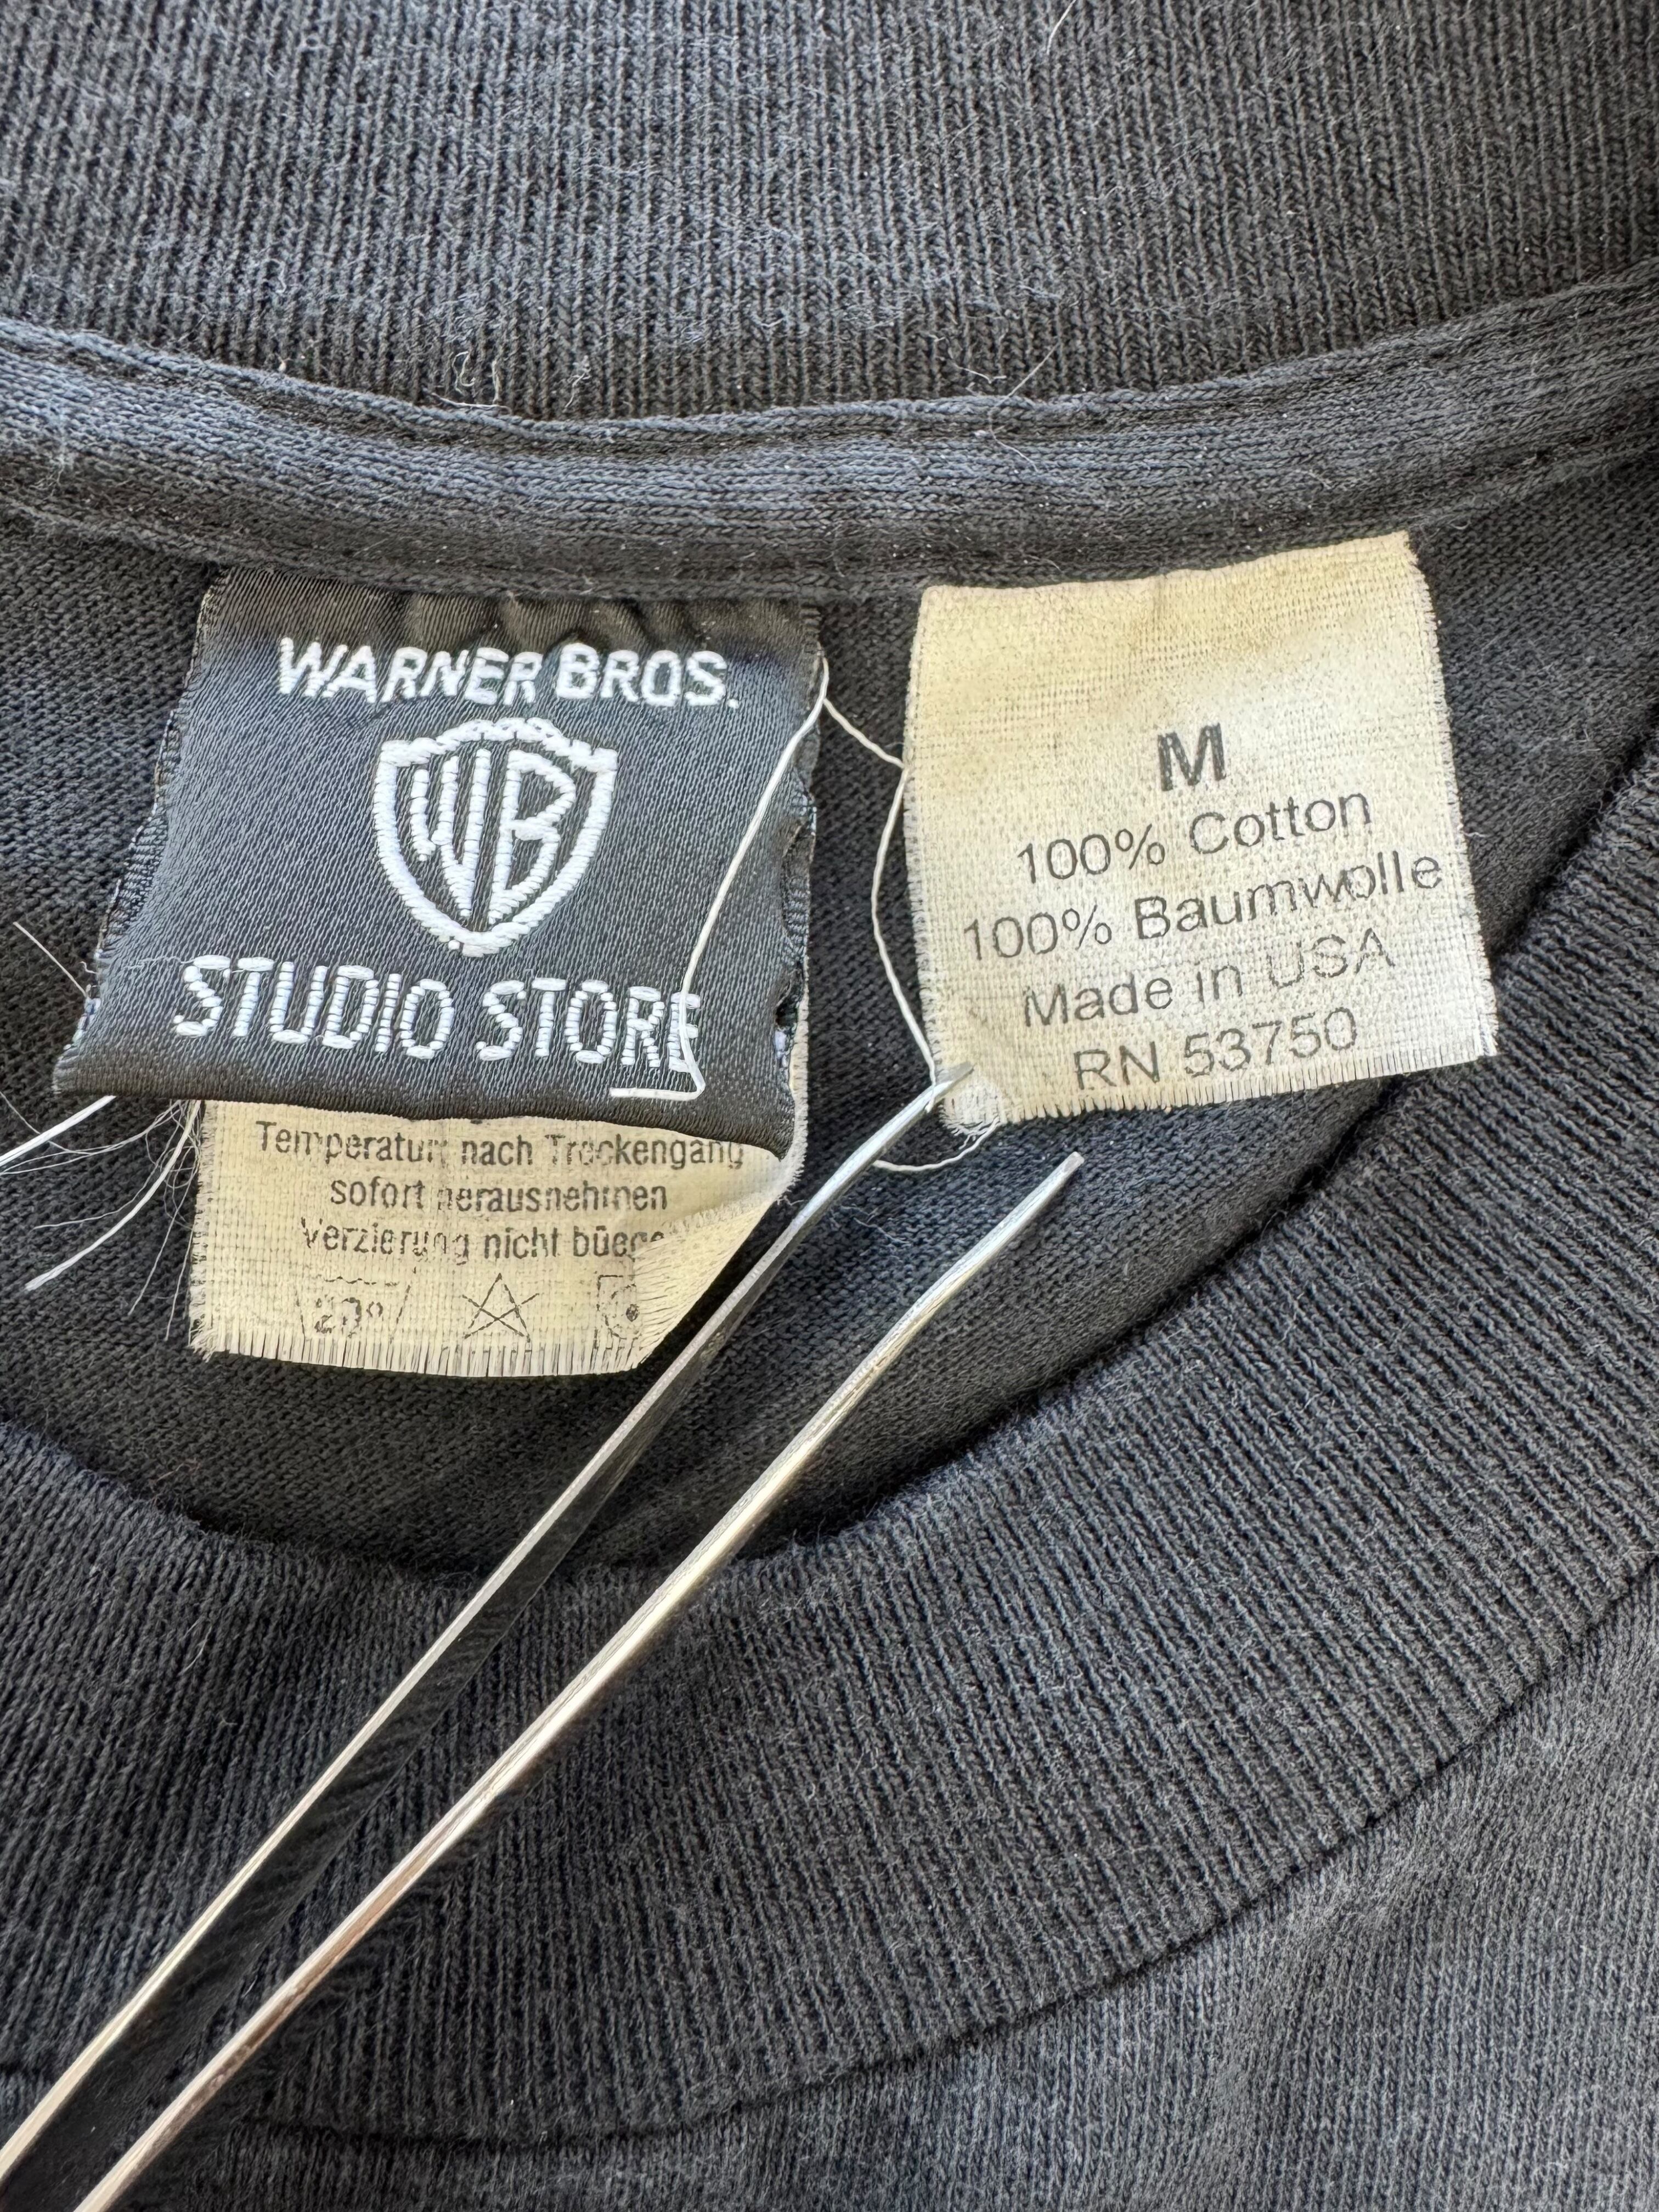 WARNER BROS.
WB
STUDIO STORE
M
100% Cotton
100% Baumwolle
Made in USA
RN 53750
Temperatur nach Trockengang
sofort herausnehmen
Verzierung nicht